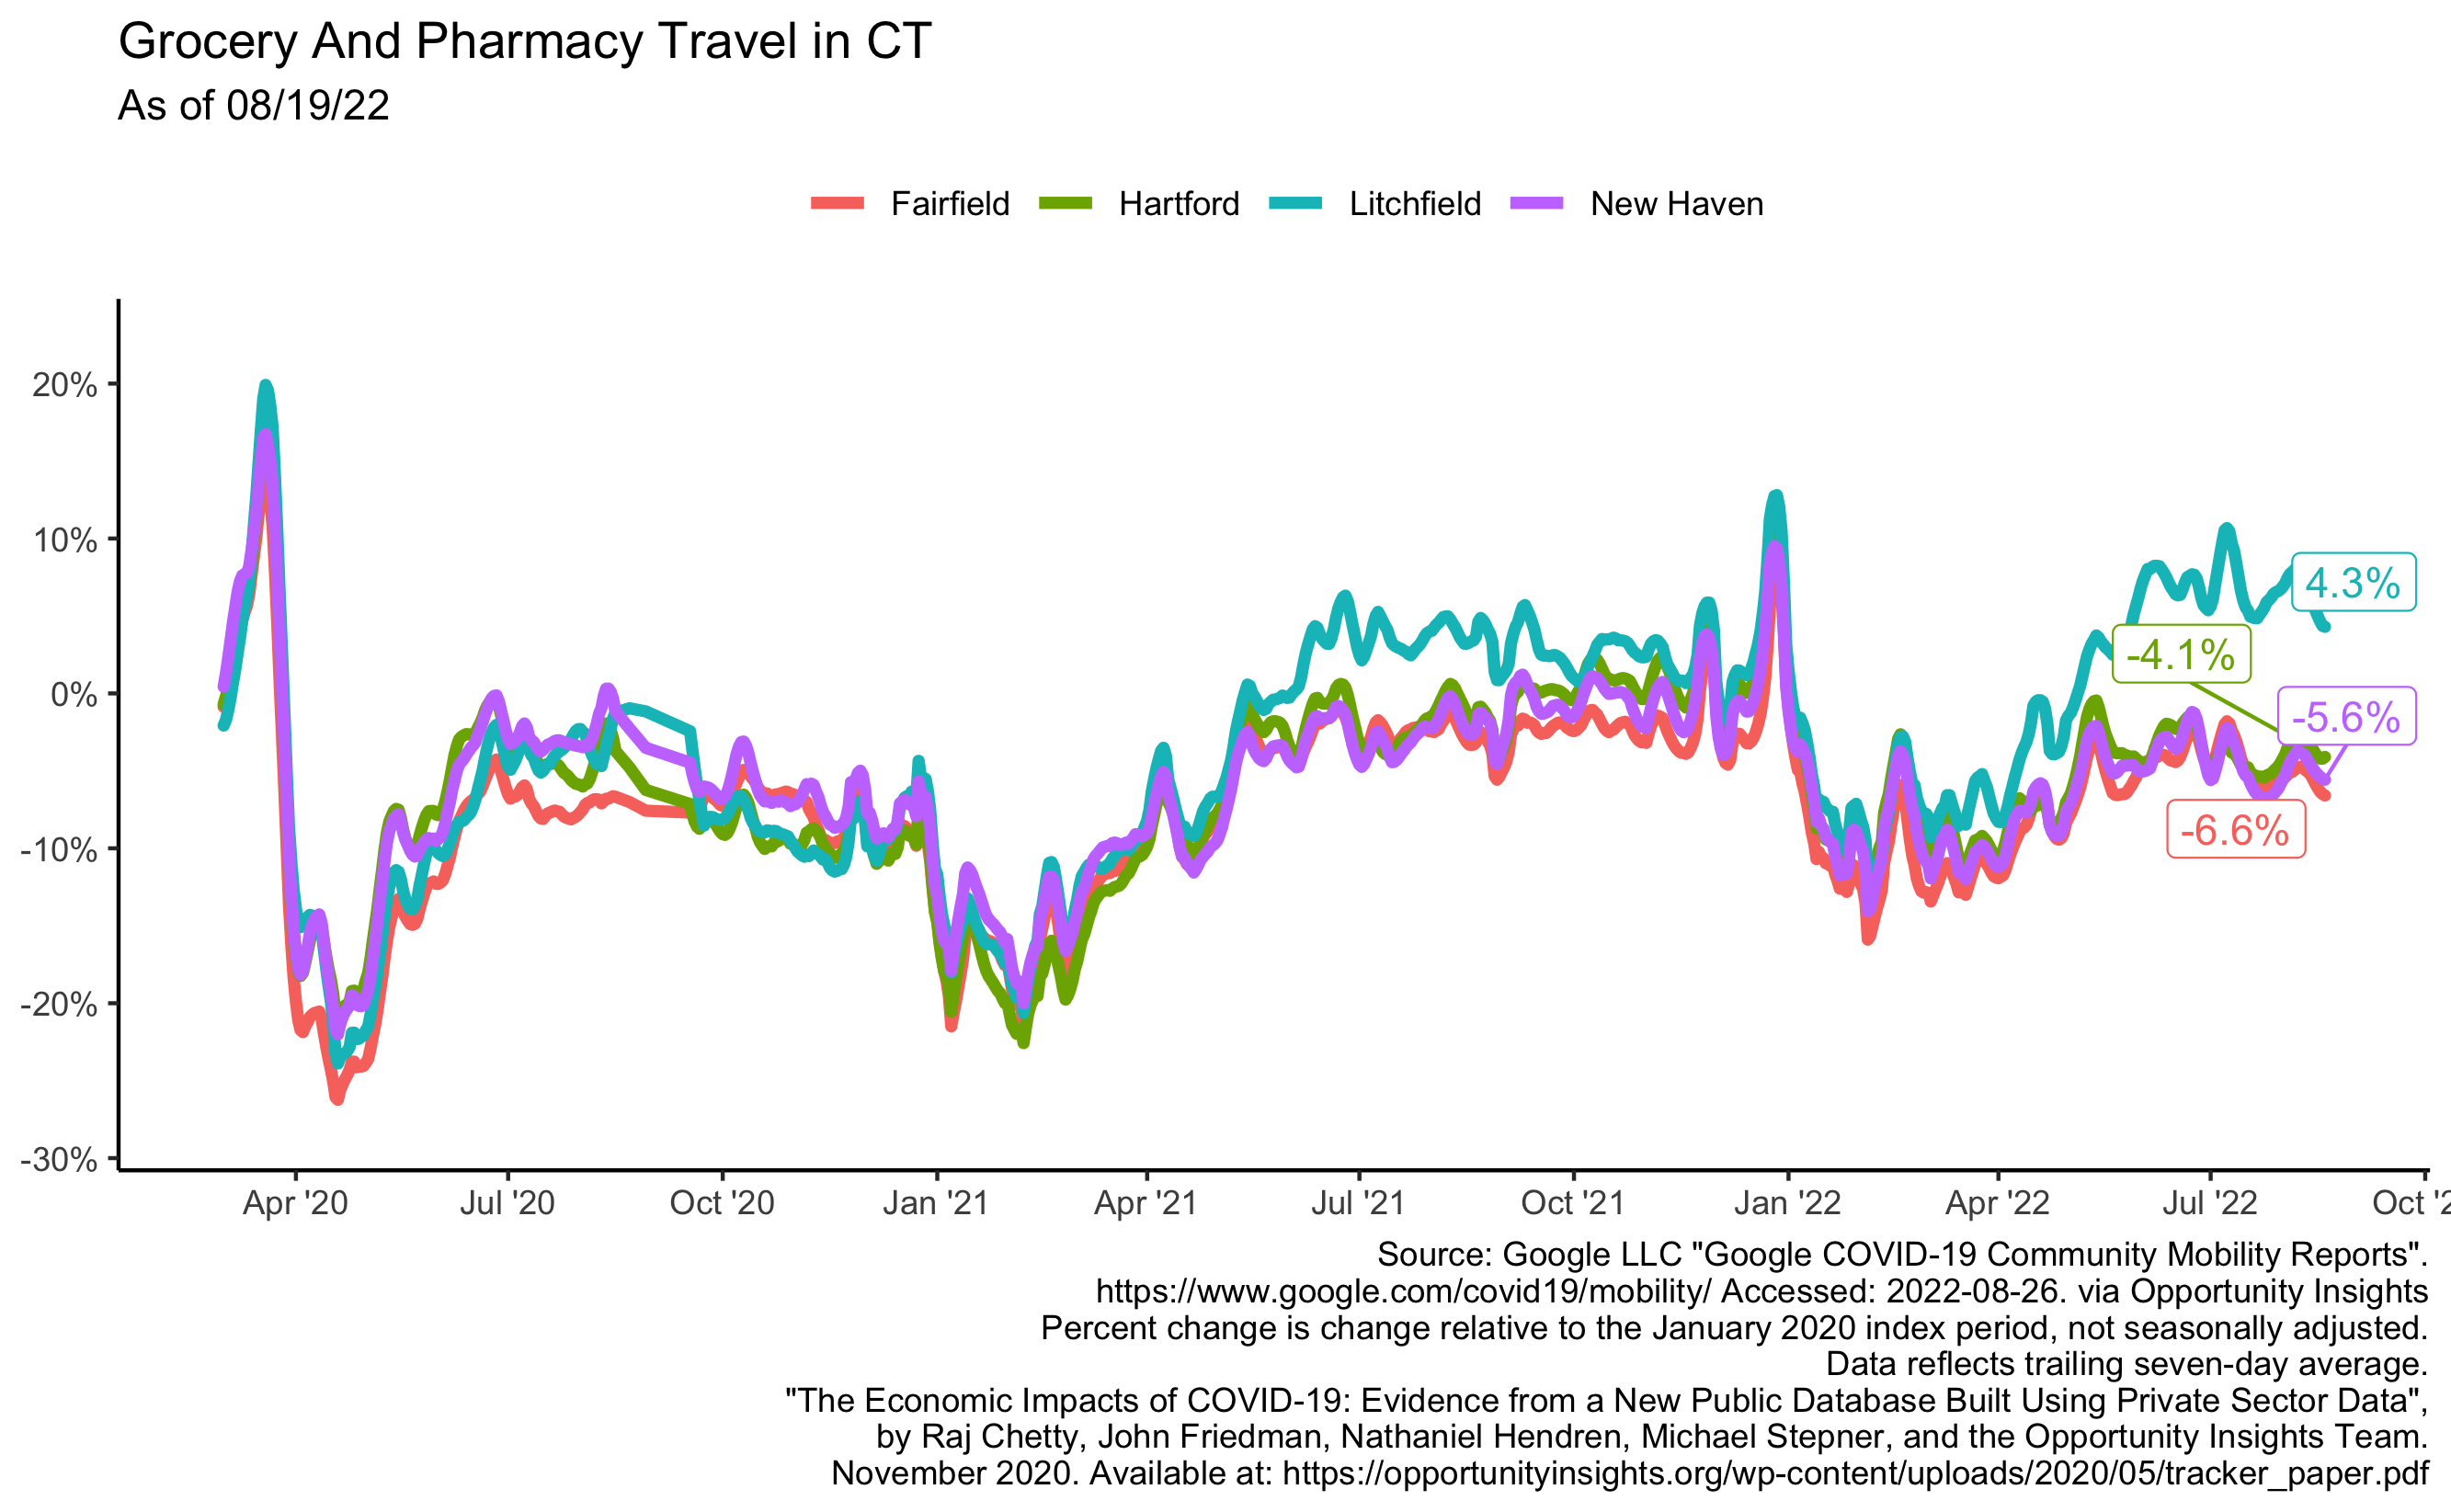 Grocery And Pharmacy Travel in CT
As of 08/19/22
Fairfield Hartford Litchfield New Haven
20%
10%
0%
-10%
-20%
-30%
4.3%
-4.1%
-5.6%
-6.6%
Apr '20 Jul '20 Oct '20 Jan '21 Apr '21 Jul '21 Oct '21 Jan '22 Apr '22 Jul '22 Oct '2
Source: Google LLC "Google COVID-19 Community Mobility Reports".
https://www.google.com/covid19/mobility/ Accessed: 2022-08-26. via Opportunity Insights
Percent change is change relative to the January 2020 index period, not seasonally adjusted.
Data reflects trailing seven-day average.
"The Economic Impacts of COVID-19: Evidence from a New Public Database Built Using Private Sector Data",
by Raj Chetty, John Friedman, Nathaniel Hendren, Michael Stepner, and the Opportunity Insights Team.
November 2020. Available at: https://opportunityinsights.org/wp-content/uploads/2020/05/tracker_paper.pdf